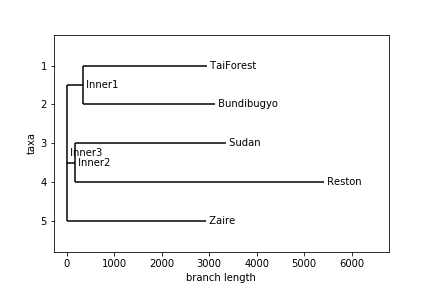 1
TaiForest
Inner1
2
Bundibugyo
3
Sudan
Inner3
Inner2
4
Reston
5
Zaire
taxa
0 1000 2000 3000 4000 5000 6000
branch length